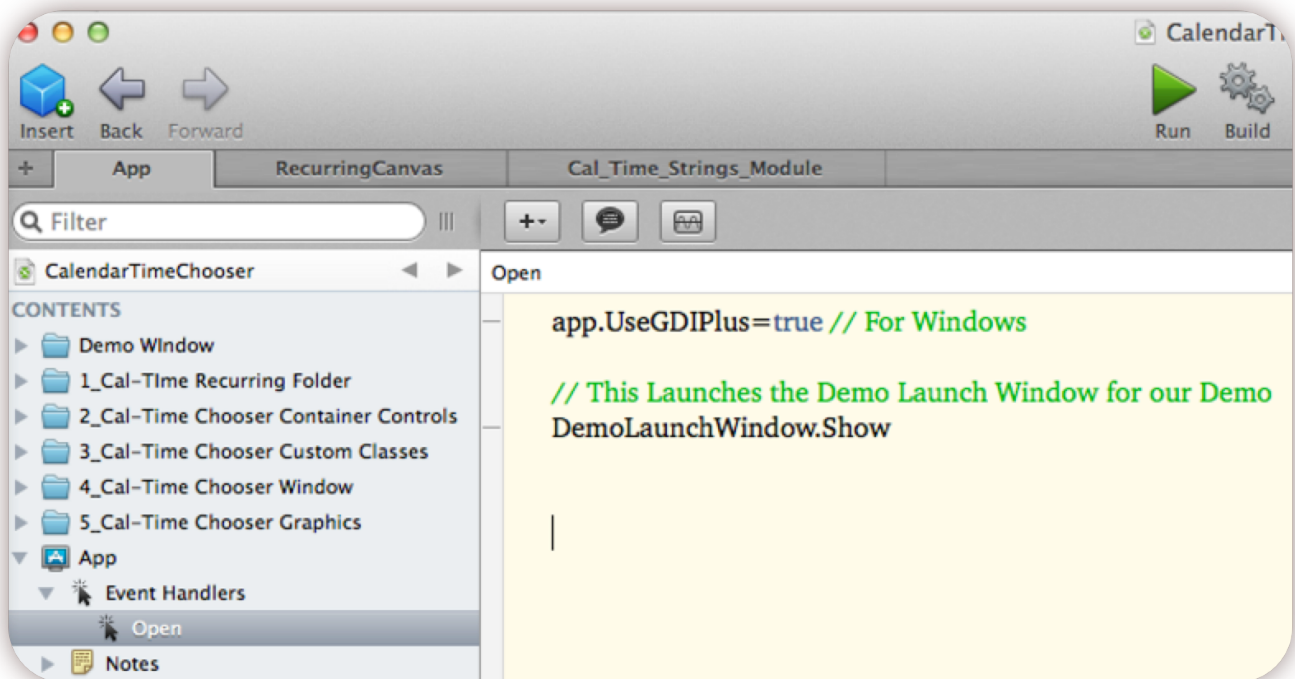 CalendarTi
Insert Back Forward Run Build
App RecurringCanvas Cal_Time_Strings_Module
Filter
CalendarTimeChooser
Open
CONTENTS
Demo WIndow
1_Cal-TIme Recurring Folder
2_Cal-Time Chooser Container Controls
3_Cal-Time Chooser Custom Classes
4_Cal-Time Chooser Window
5_Cal-Time Chooser Graphics
App
Event Handlers
Open
Notes
app.UseGDIPlus=true // For Windows
// This Launches the Demo Launch Window for our Demo
DemoLaunchWindow.Show